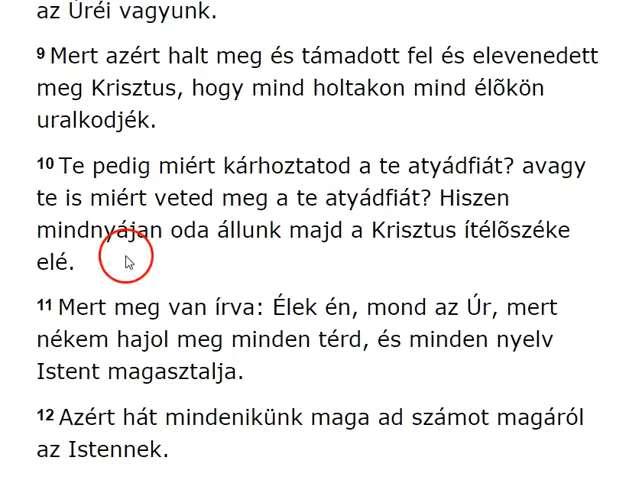 az Úréi vagyunk.
9 Mert azért halt meg és támadott fel és elevenedett
meg Krisztus, hogy mind holtakon mind élõkön
uralkodjék.
10 Te pedig miért kárhoztatod a te atyádfiát? avagy
te is miért veted meg a te atyádfiát? Hiszen
mindnyájan oda állunk majd a Krisztus ítélõszéke
elé.
11 Mert meg van írva: Élek én, mond az Úr, mert
nékem hajol meg minden térd, és minden nyelv
Istent magasztalja.
12 Azért hát mindenikünk maga ad számot magáról
az Istennek.